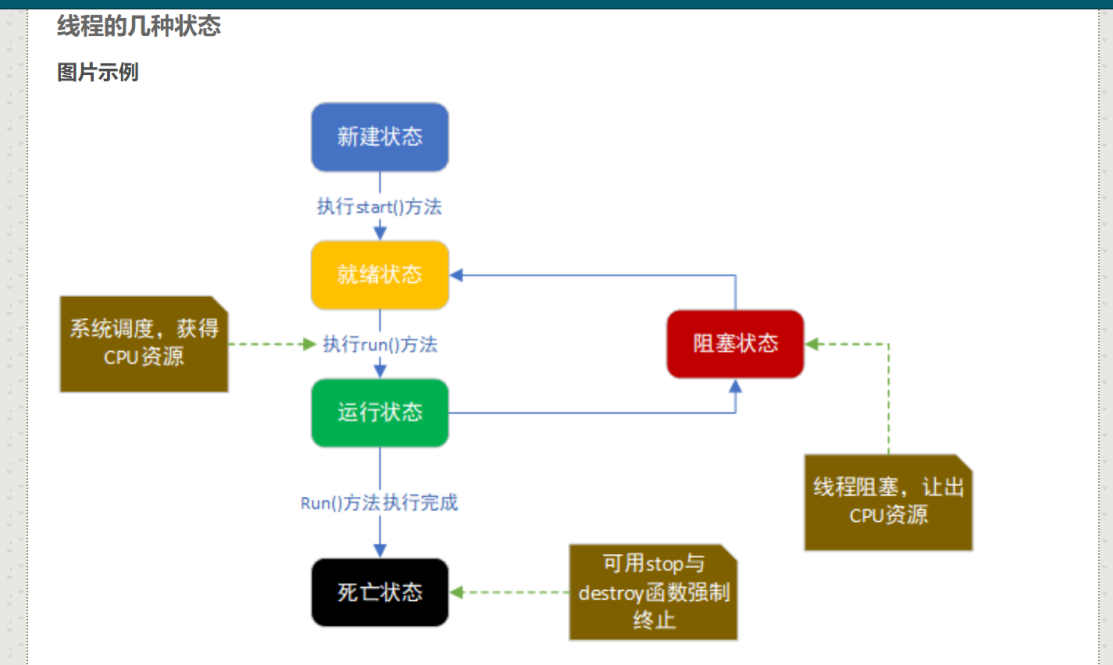 线程的几种状态
图片示例
新建状态
执行start()方法
就绪状态
系统调度，获得
CPU资源
执行run()方法
阻塞状态
运行状态
线程阻塞，让出
CPU资源
Run()方法执行完成
死亡状态
可用stop与
destroy函数强制
终止